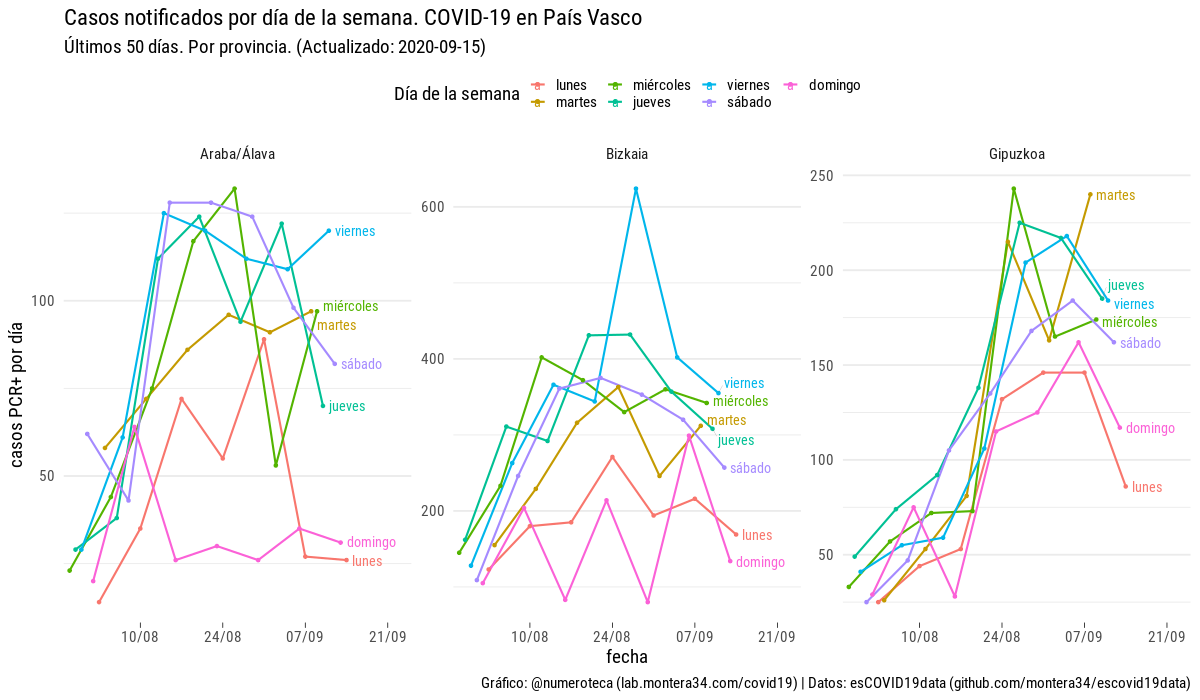 Casos notificados por día de la semana. COVID-19 en País Vasco
Últimos 50 días. Por provincia. (Actualizado: 2020-09-15)
Día de la semana
lunes miércoles viernes domingo
martes jueves sábado
Araba/Álava
Bizkaia
Gipuzkoa
casos PCR+ por día
100
50
viernes
miércoles
martes
sábado
jueves
domingo
lunes
10/08 24/08 07/09 21/09
600
400
200
viernes
miércoles
martes
jueves
sábado
lunes
domingo
10/08 24/08 07/09 21/09
250
200
150
100
50
martes
jueves
viernes
miércoles
sábado
domingo
lunes
10/08 24/08 07/09 21/09
fecha
Gráfico: @numeroteca (lab.montera34.com/covid19) | Datos: esCOVID19data (github.com/montera34/escovid19data)